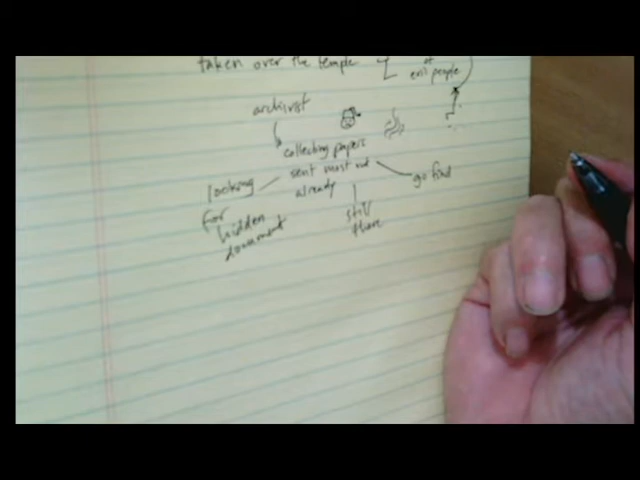 taken over the temple
of
evil people
archivist
?
collecting papers
sent most out
already
looking
for
hidden
document
still
there
go find